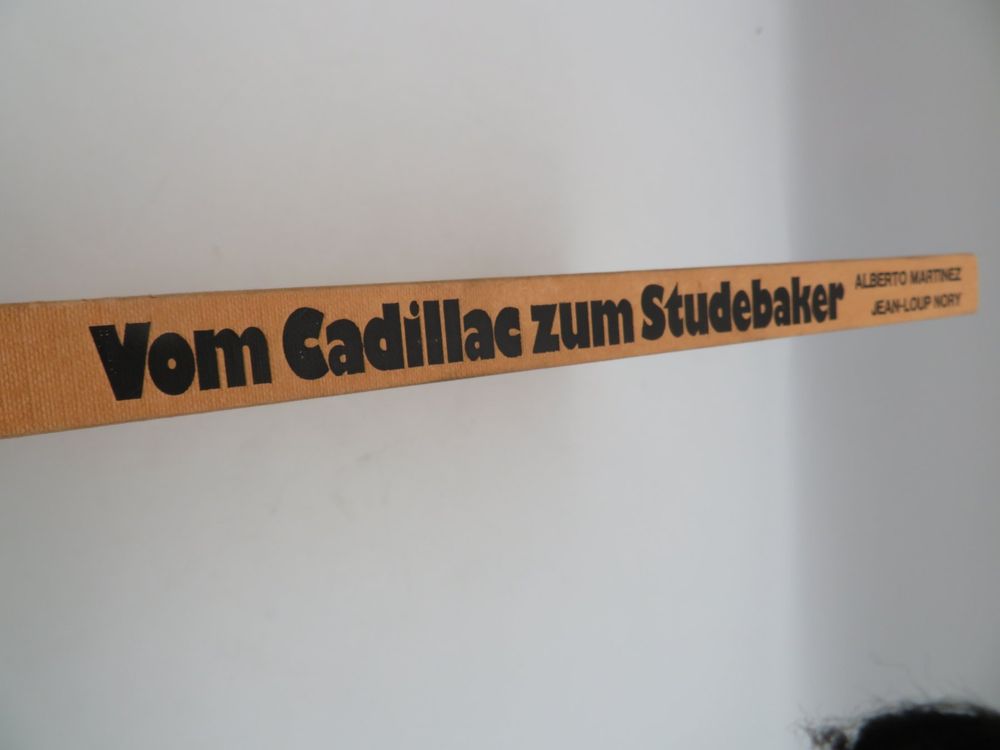 Vom Cadillac zum Studebaker
ALBERTO MARTINEZ
JEAN-LOUP NORY